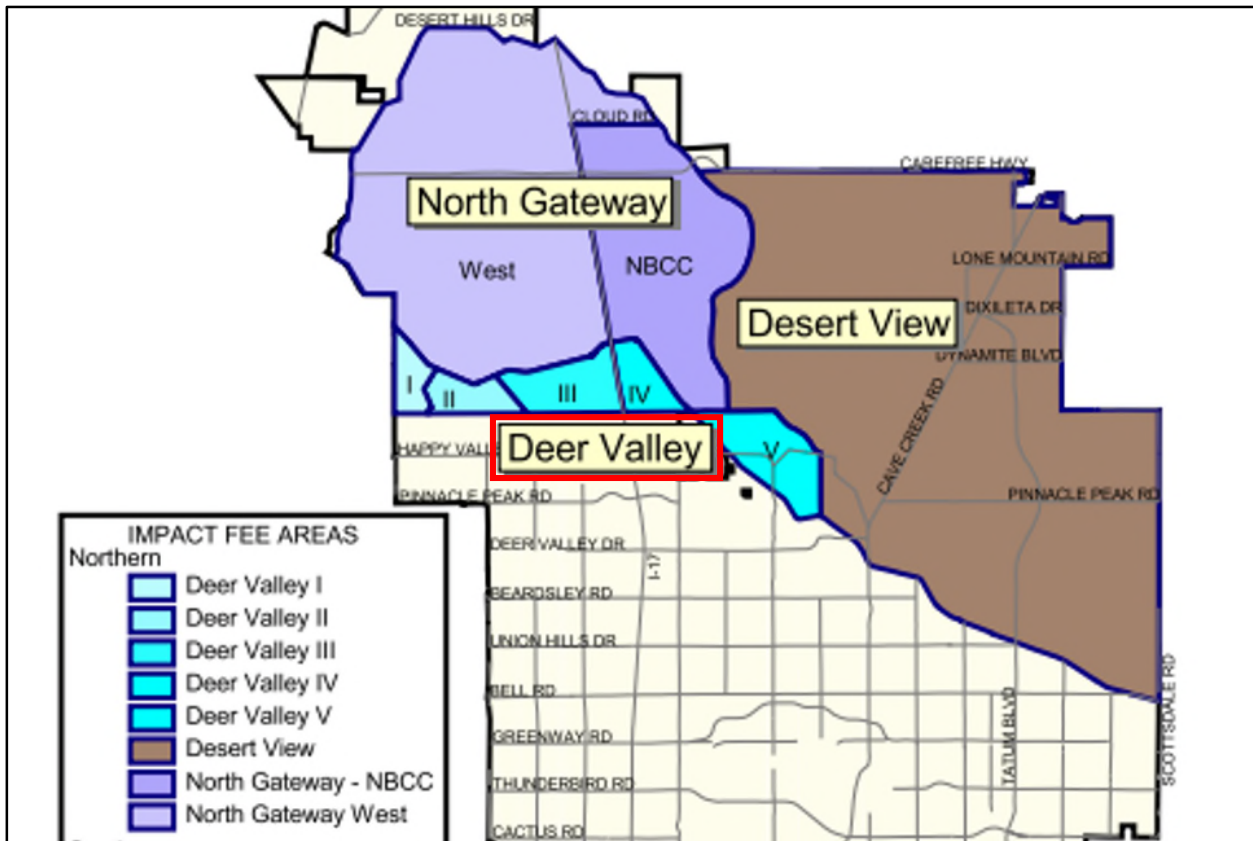 DESERT HILLS DR
CLOUD RD
CAREFREE HWY
North Gateway
West
NBCC
LONE MOUNTAIN RD
Desert View
DIXILETA DR
DYNAMITE BLVD
I
II
III
IV
CAVE CREEK RD
HAPPY VALLE
Deer Valley
V
PINNACLE PEAK RD
PINNACLE PEAK RD
DEER VALLEY DR
I-17
BEARDSLEY RD
UNION HILLS DR
BELL RD
GREENWAY RD
THUNDERBIRD RD
CACTUS RD
TATUM BLVD
SCOTTSDALE RD
IMPACT FEE AREAS
Northern
Deer Valley I
Deer Valley II
Deer Valley III
Deer Valley IV
Deer Valley V
Desert View
North Gateway - NBCC
North Gateway West